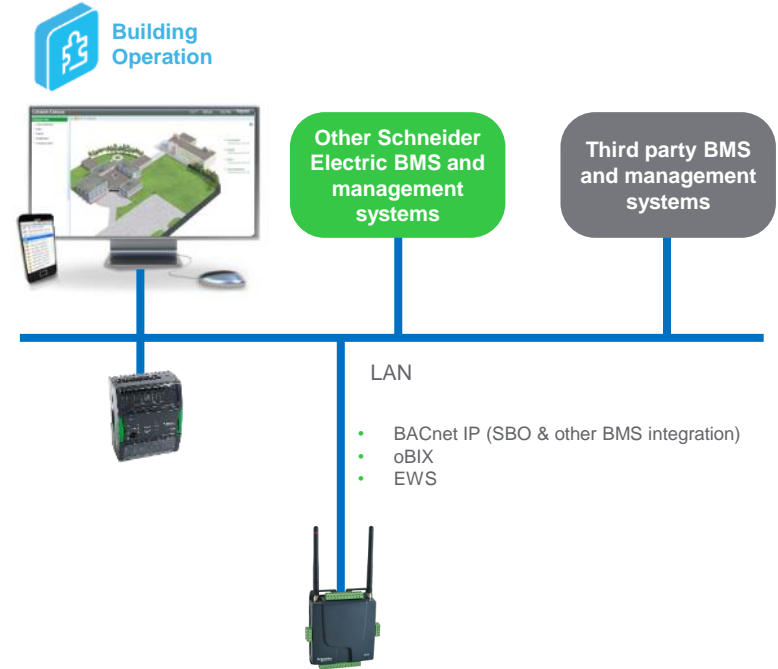 Building
Operation
Other Schneider
Electric BMS and
management
systems
Third party BMS
and management
systems
LAN
• BACnet IP (SBO & other BMS integration)
• oBIX
• EWS